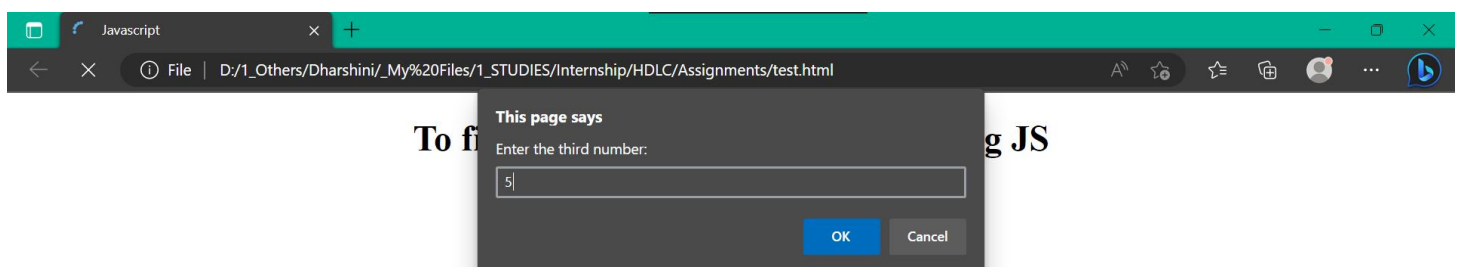 Javascript
File | D:/1_Others/Dharshini/_My%20Files/1_STUDIES/Internship/HDLC/Assignments/test.html
This page says
To fi g JS
Enter the third number:
5
OK Cancel